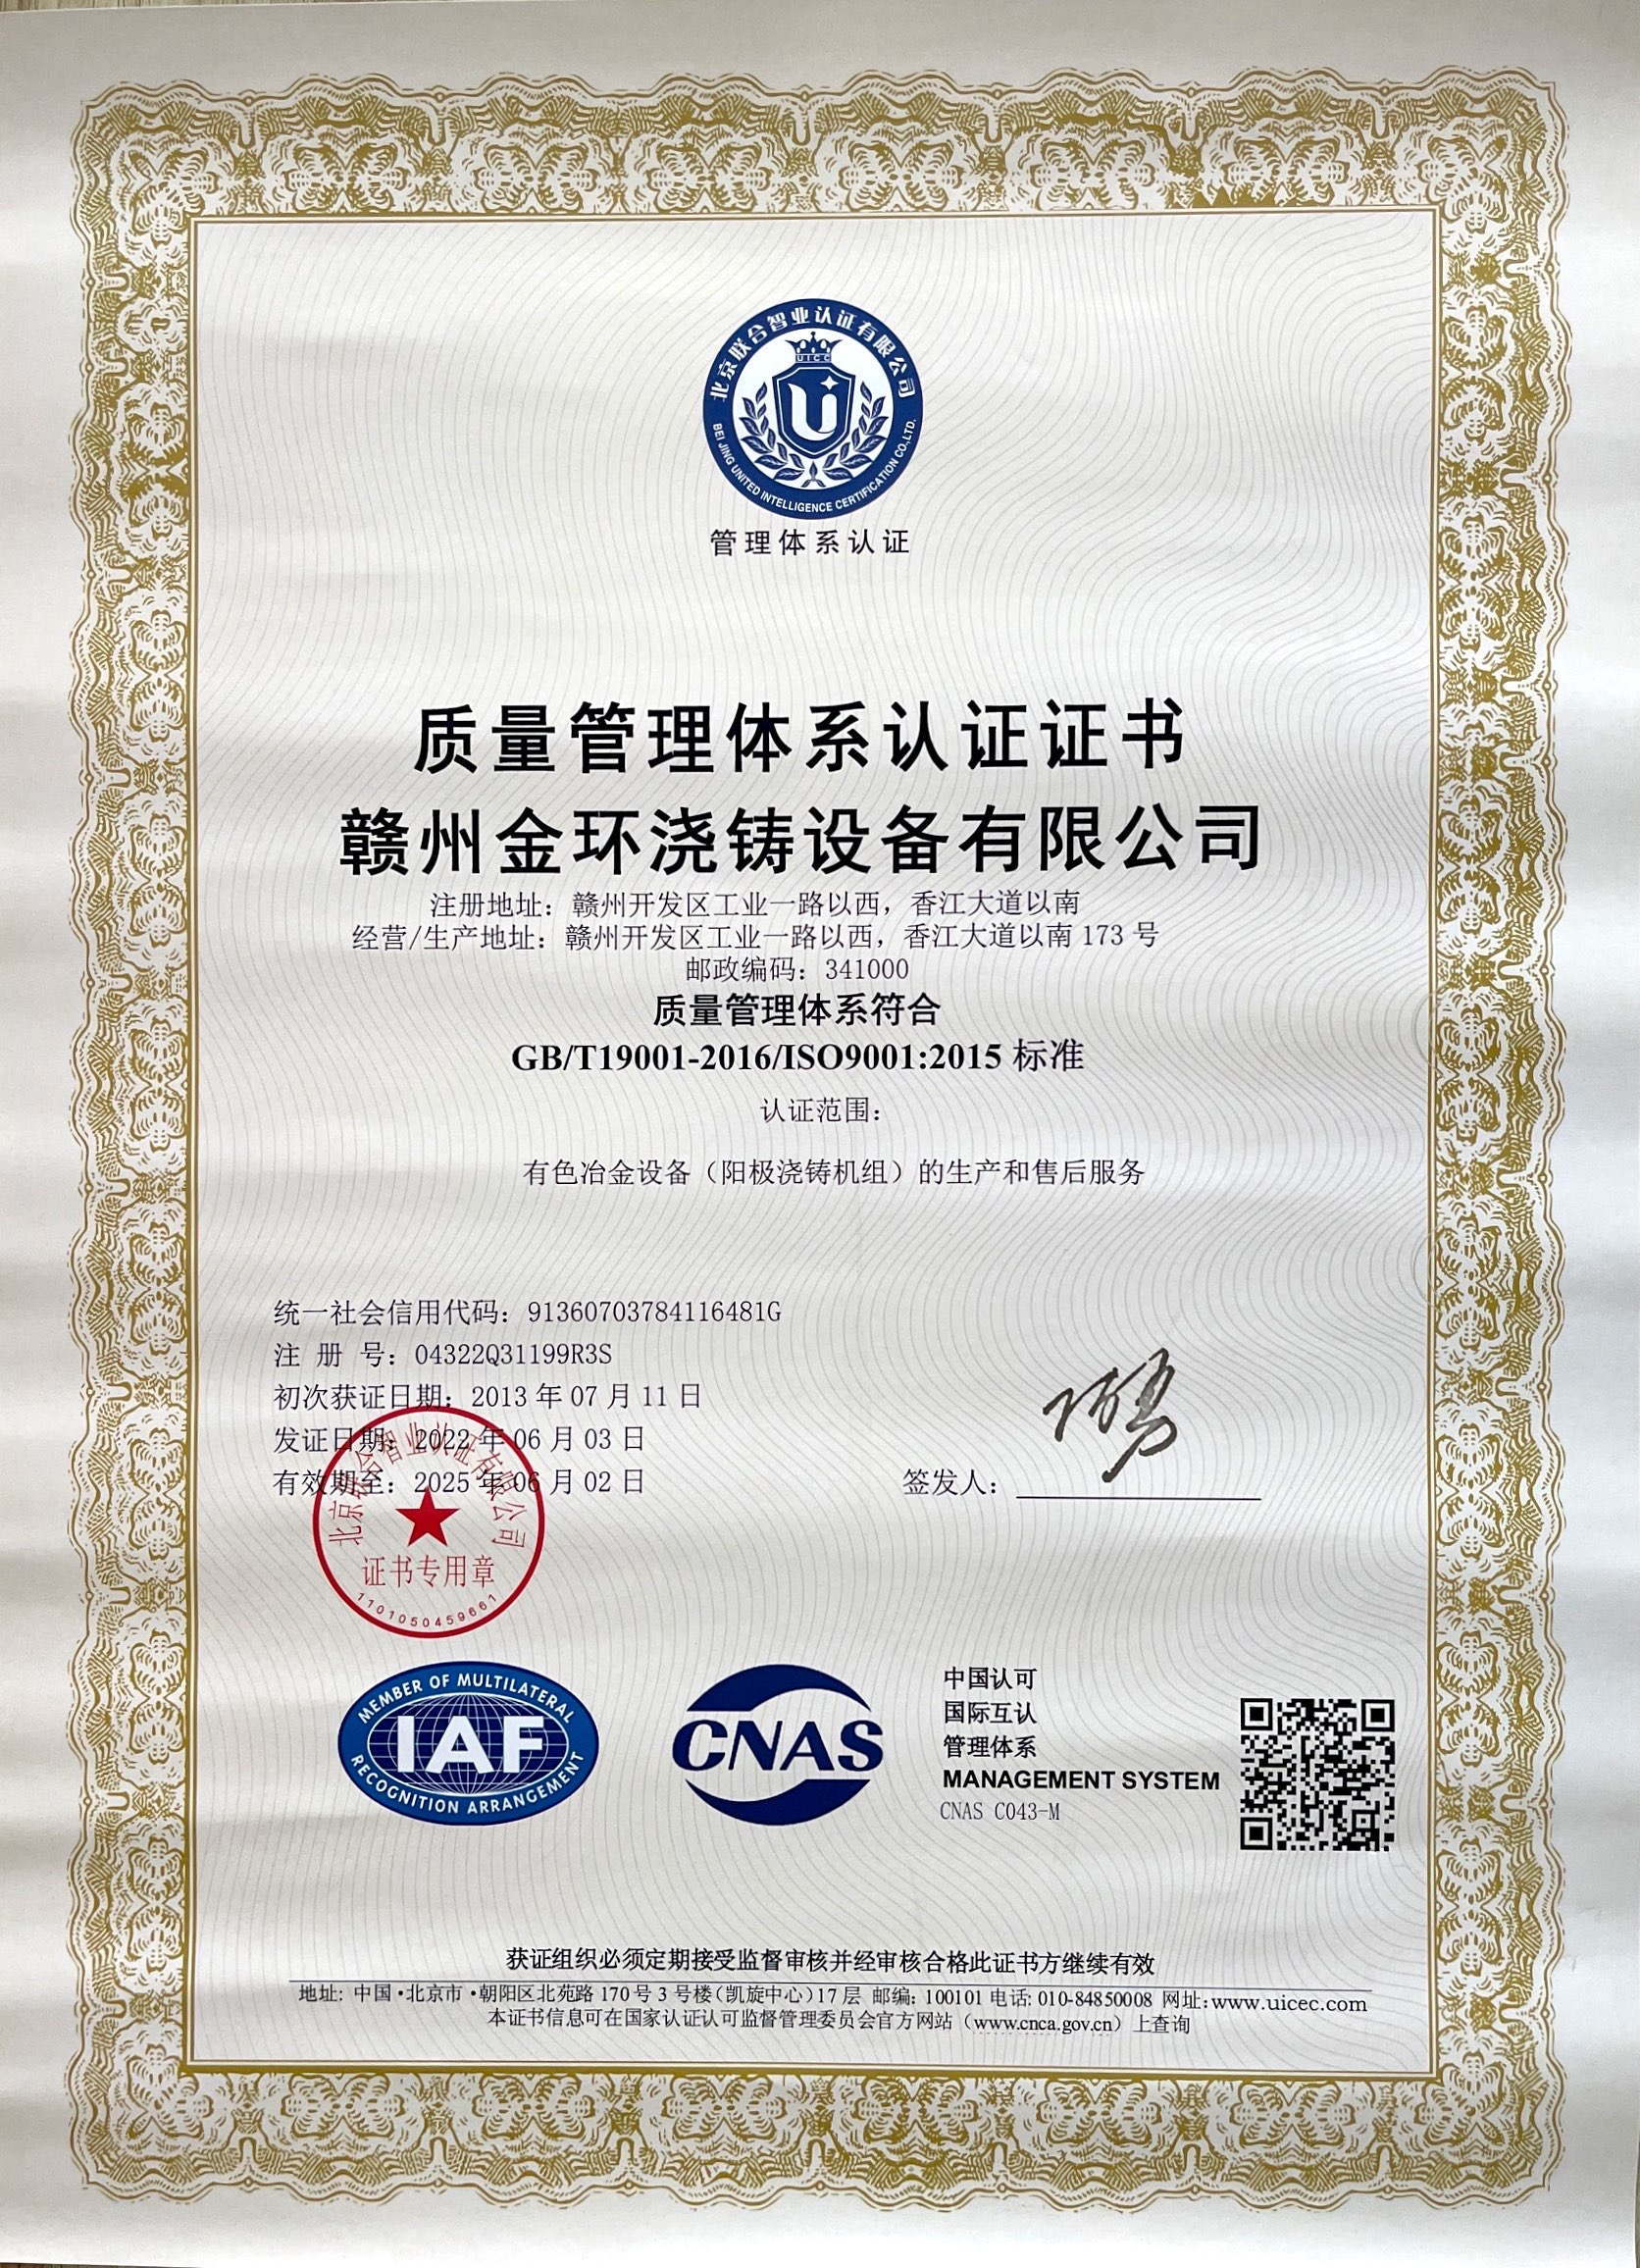 北京联合智业认证有限公司
UICC
BEI JING UNITED INTELLIGENCE CERTIFICATION CO.,LTD.
管理体系认证
质量管理体系认证证书
赣州金环浇铸设备有限公司
注册地址：赣州开发区工业一路以西，香江大道以南
经营/生产地址：赣州开发区工业一路以西，香江大道以南 173 号
邮政编码：341000
质量管理体系符合
GB/T19001-2016/ISO9001:2015 标准
认证范围：
有色冶金设备（阳极浇铸机组）的生产和售后服务
统一社会信用代码：91360703784116481G
注 册 号：04322Q31199R3S
初次获证日期：2013 年 07 月 11 日
发证日期：2022 年 06 月 03 日
有效期至：2025 年 06 月 02 日
签发人：
北京联合智业认证有限公司
证书专用章
1101050459661
MEMBER OF MULTILATERAL
IAF
RECOGNITION ARRANGEMENT
CNAS
中国认可
国际互认
管理体系
MANAGEMENT SYSTEM
CNAS C043-M
获证组织必须定期接受监督审核并经审核合格此证书方继续有效
地址: 中国·北京市·朝阳区北苑路 170 号 3 号楼（凯旋中心）17 层 邮编: 100101 电话: 010-84850008 网址:www.uicec.com
本证书信息可在国家认证认可监督管理委员会官方网站（www.cnca.gov.cn）上查询